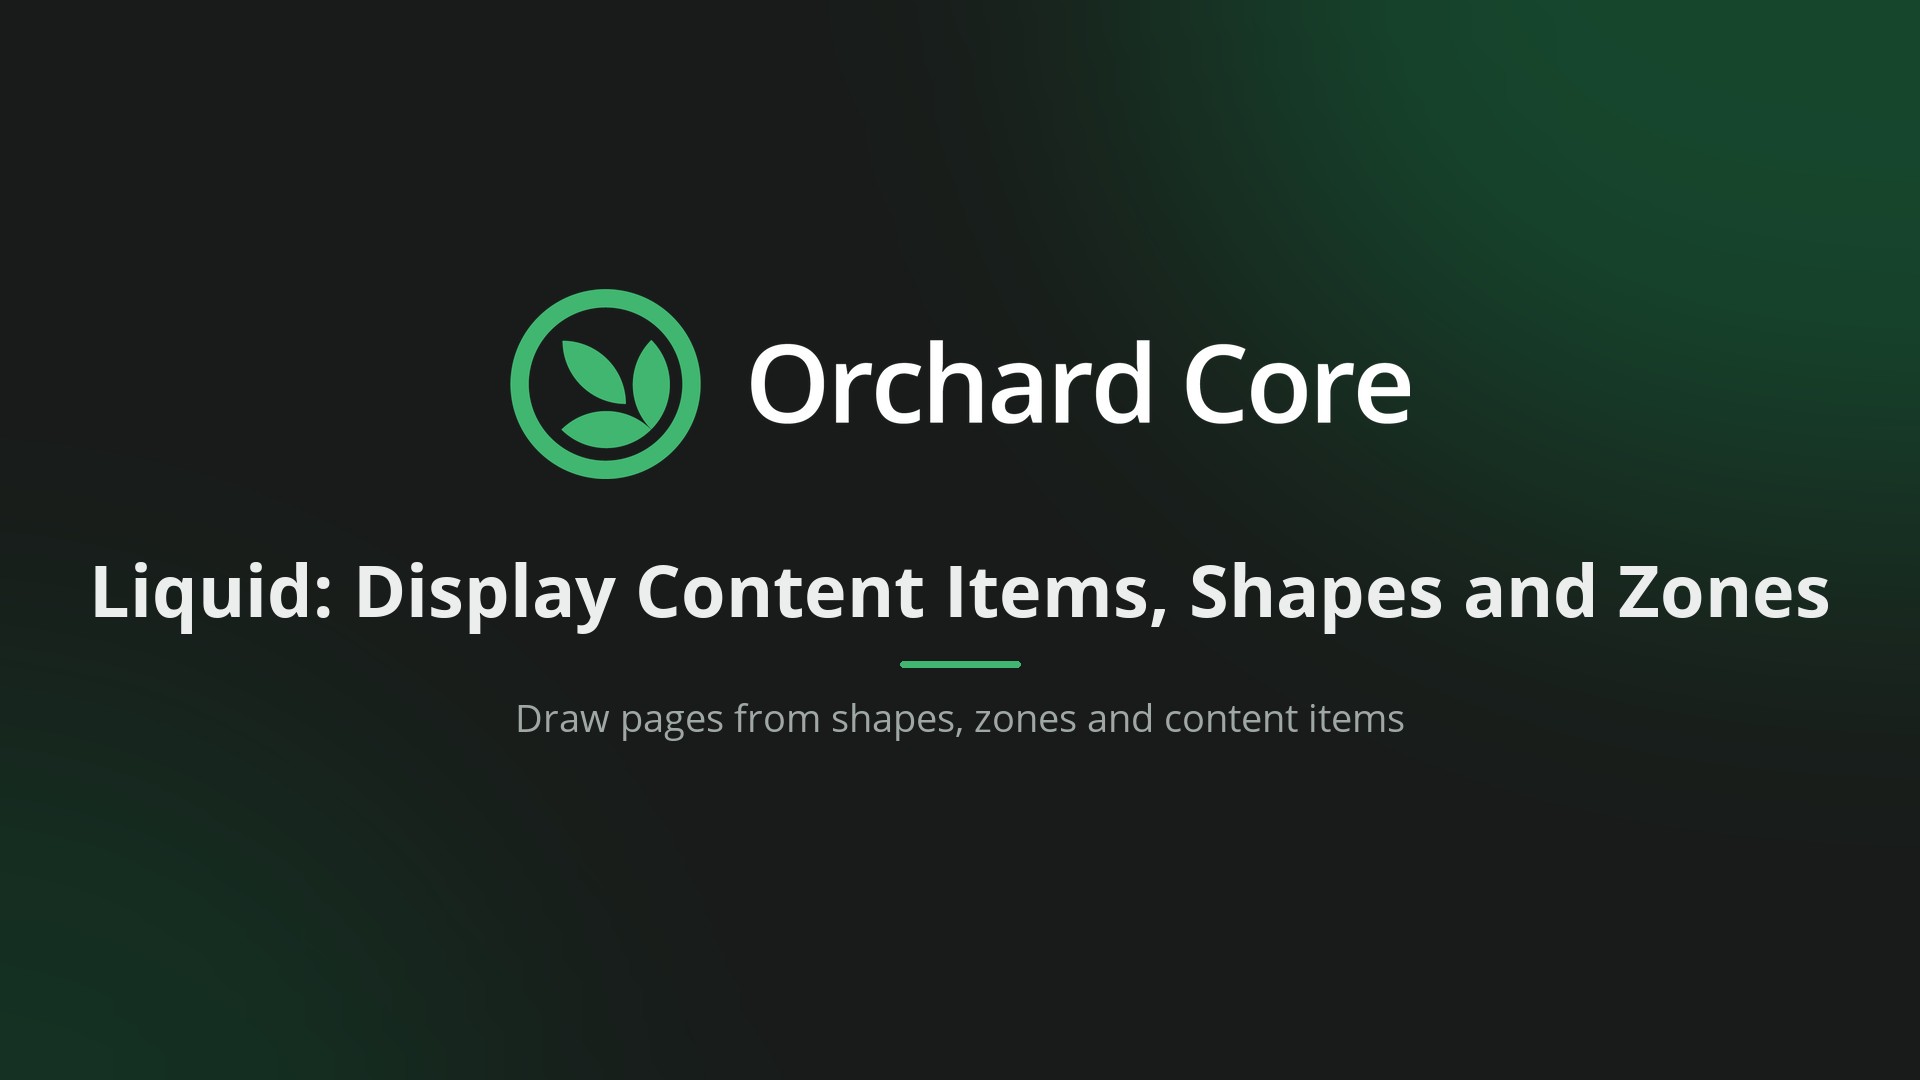 Orchard Core
Liquid: Display Content Items, Shapes and Zones
Draw pages from shapes, zones and content items